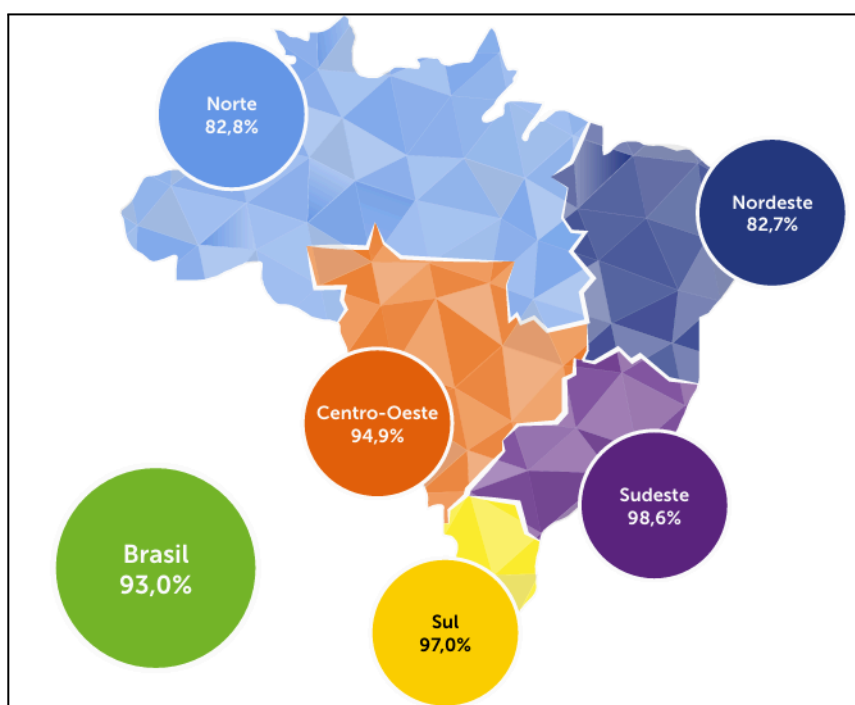 Norte
82,8%
Nordeste
82,7%
Centro-Oeste
94,9%
Sudeste
98,6%
Brasil
93,0%
Sul
97,0%